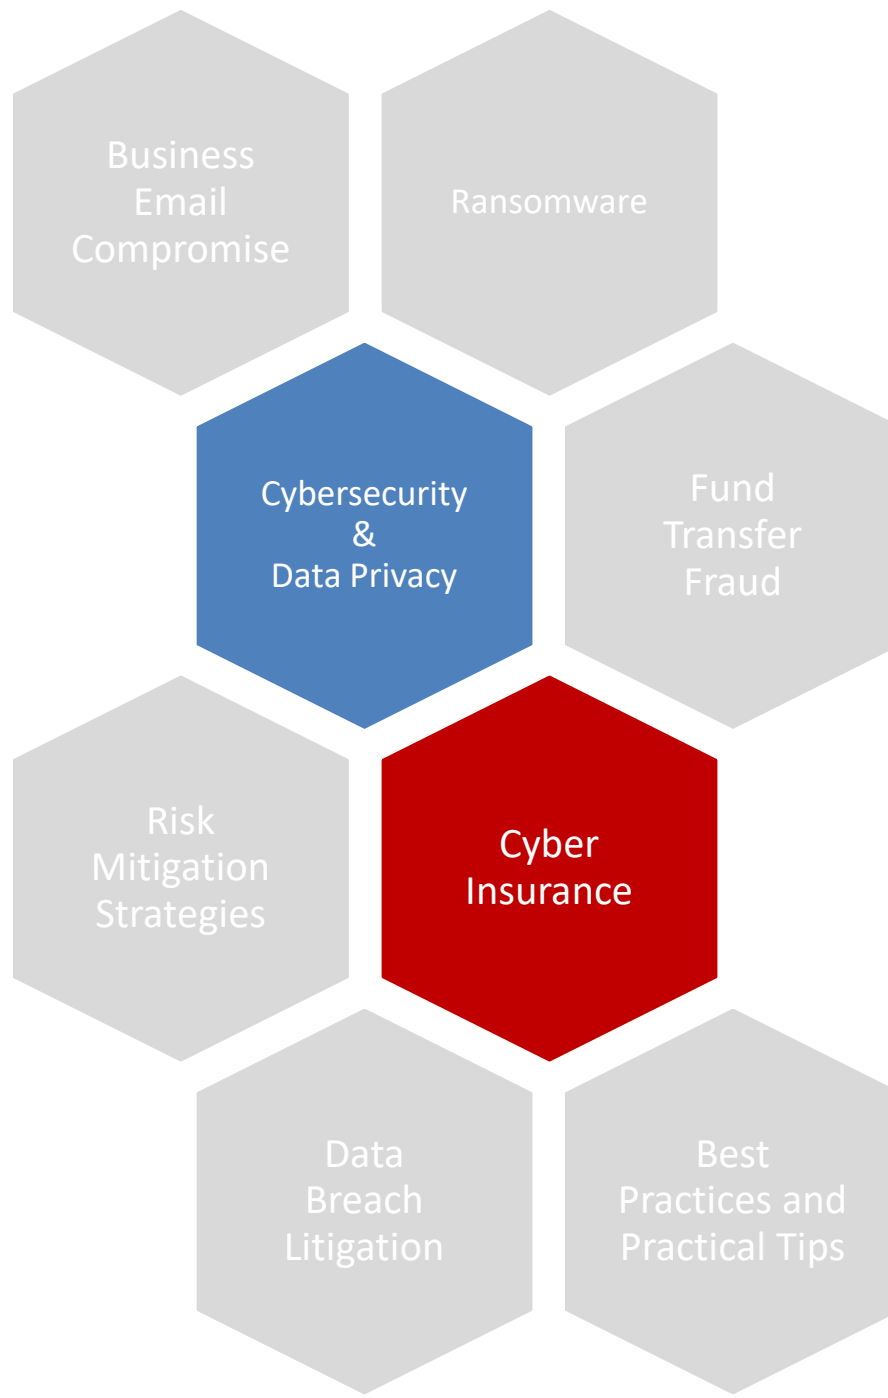 Business
Email
Compromise
Ransomware
Cybersecurity
&
Data Privacy
Fund
Transfer
Fraud
Risk
Mitigation
Strategies
Cyber
Insurance
Data
Breach
Litigation
Best
Practices and
Practical Tips